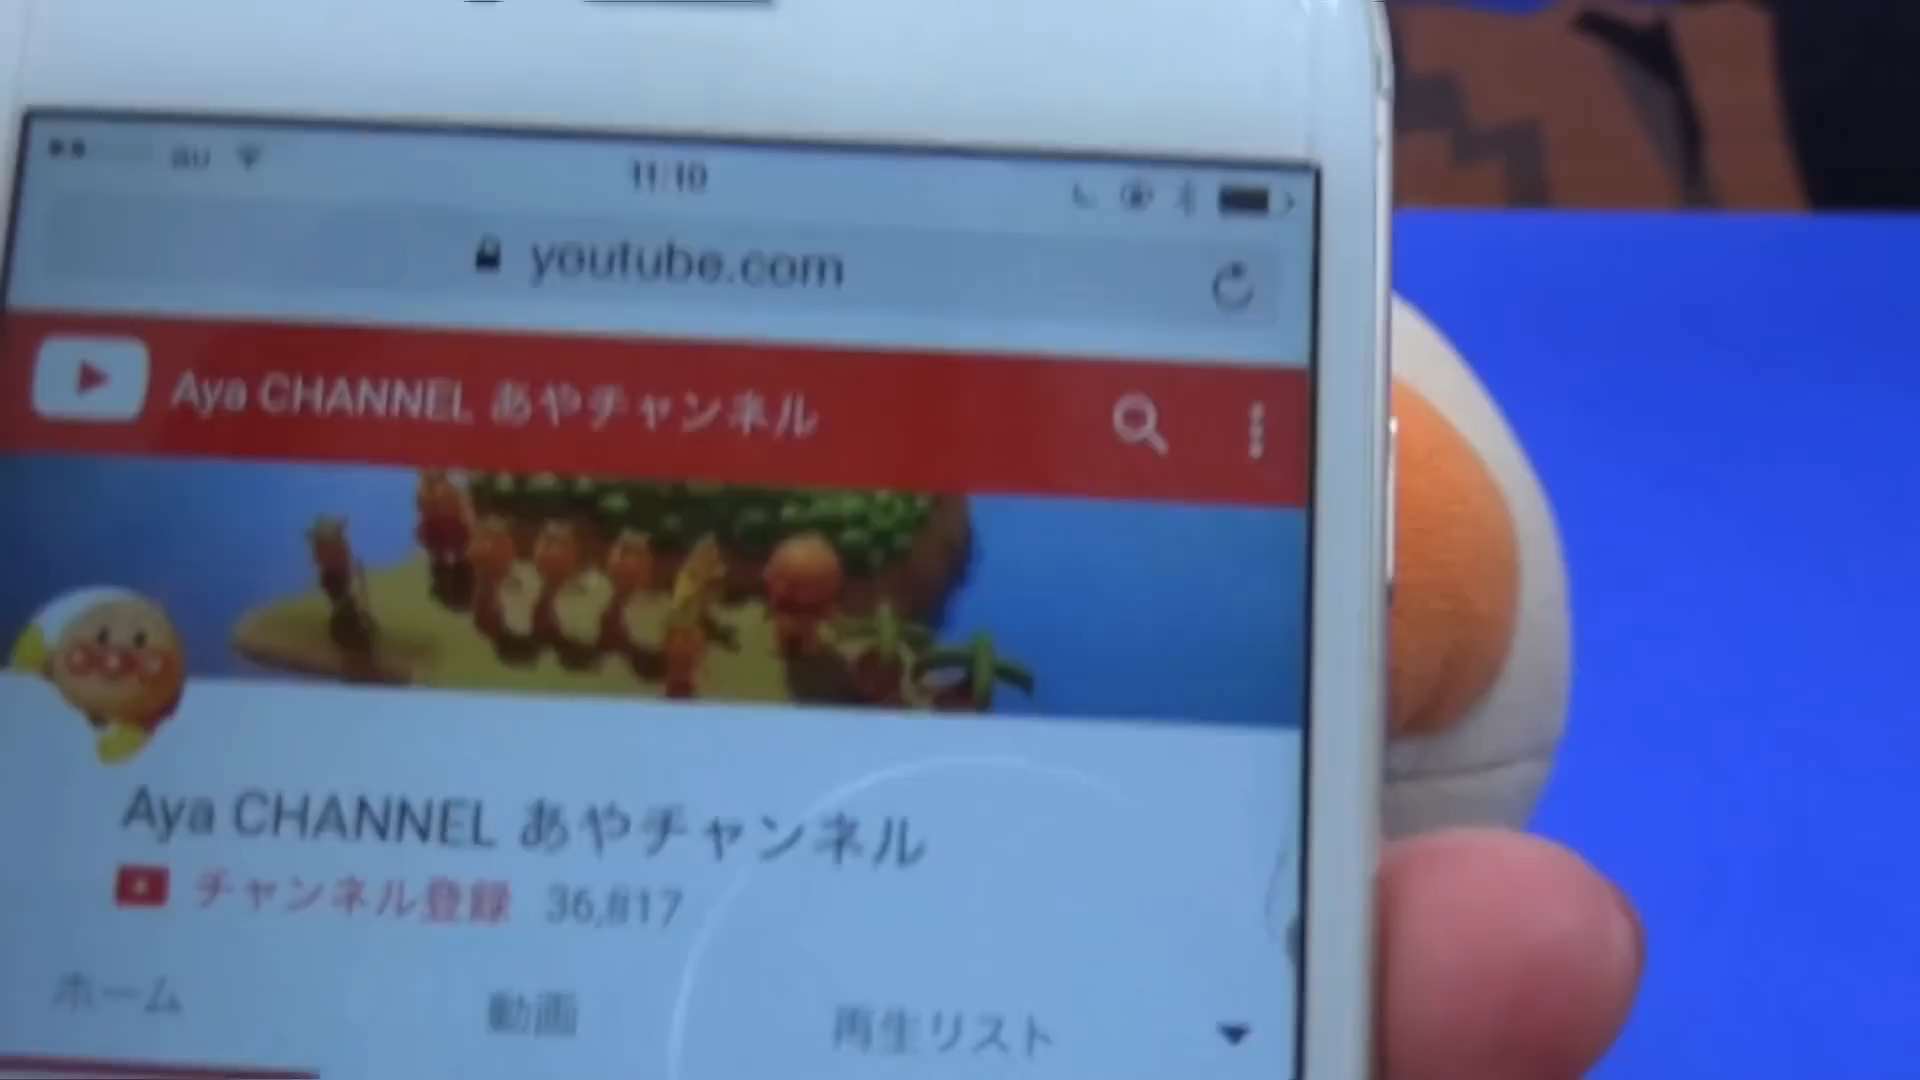 au 11:10
youtube.com
Aya CHANNEL あやチャンネル
Aya CHANNEL あやチャンネル
チャンネル登録 36,817
ホーム 動画 再生リスト